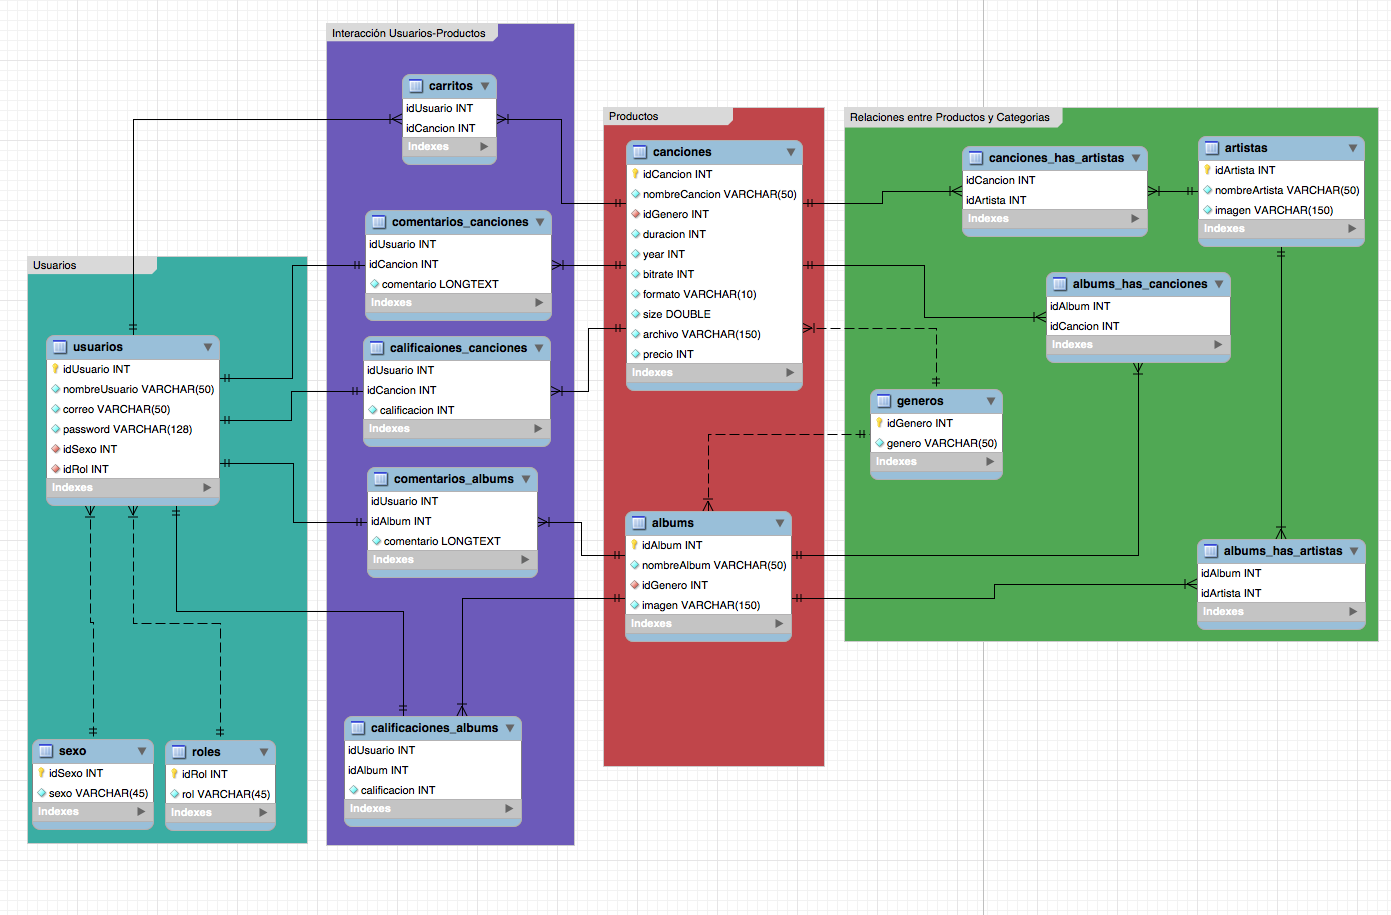 Interacción Usuarios-Productos
carritos
idUsuario INT
idCancion INT
Indexes
comentarios_canciones
idUsuario INT
idCancion INT
comentario LONGTEXT
Indexes
calificaiones_canciones
idUsuario INT
idCancion INT
calificacion INT
Indexes
comentarios_albums
idUsuario INT
idAlbum INT
comentario LONGTEXT
Indexes
calificaciones_albums
idUsuario INT
idAlbum INT
calificacion INT
Indexes
Usuarios
usuarios
idUsuario INT
nombreUsuario VARCHAR(50)
correo VARCHAR(50)
password VARCHAR(128)
idSexo INT
idRol INT
Indexes
sexo
idSexo INT
sexo VARCHAR(45)
Indexes
roles
idRol INT
rol VARCHAR(45)
Indexes
Productos
canciones
idCancion INT
nombreCancion VARCHAR(50)
idGenero INT
duracion INT
year INT
bitrate INT
formato VARCHAR(10)
size DOUBLE
archivo VARCHAR(150)
precio INT
Indexes
albums
idAlbum INT
nombreAlbum VARCHAR(50)
idGenero INT
imagen VARCHAR(150)
Indexes
Relaciones entre Productos y Categorias
canciones_has_artistas
idCancion INT
idArtista INT
Indexes
artistas
idArtista INT
nombreArtista VARCHAR(50)
imagen VARCHAR(150)
Indexes
albums_has_canciones
idAlbum INT
idCancion INT
Indexes
generos
idGenero INT
genero VARCHAR(50)
Indexes
albums_has_artistas
idAlbum INT
idArtista INT
Indexes